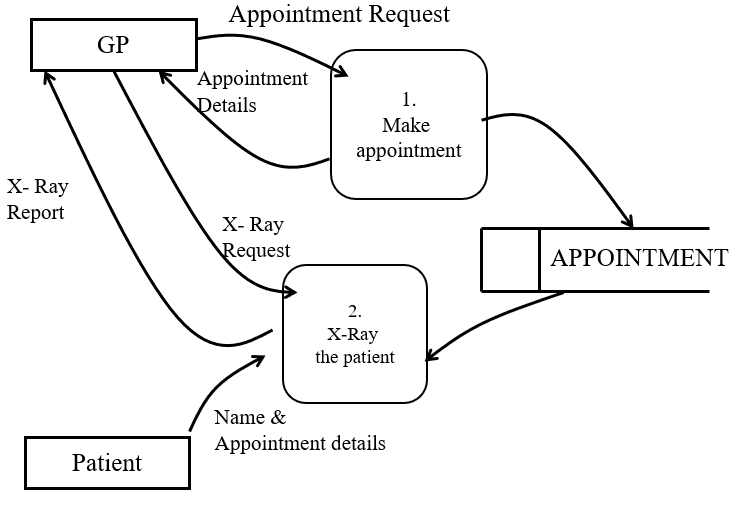 Appointment Request
GP
Appointment
Details
1.
Make
appointment
X- Ray
Report
X- Ray
Request
APPOINTMENT
2.
X-Ray
the patient
Name &
Appointment details
Patient